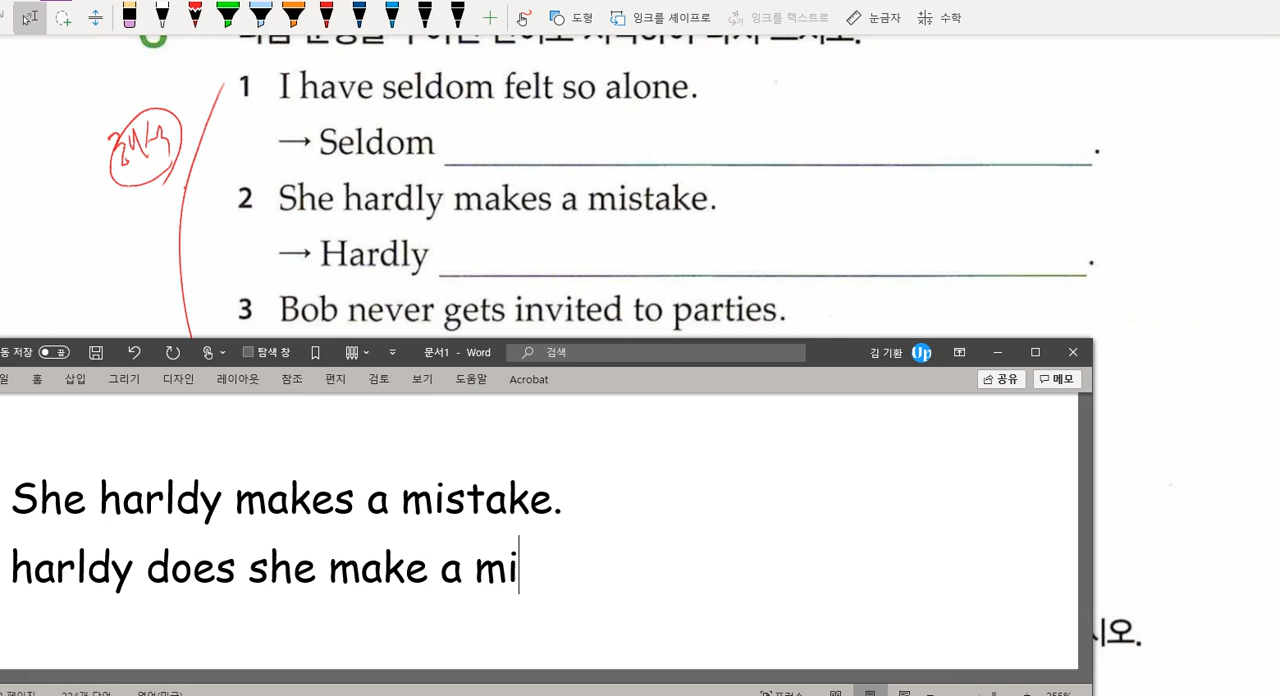 도형 잉크를 셰이프로 잉크를 텍스트로 눈금자 수학
1 I have seldom felt so alone.
→ Seldom .
해석
2 She hardly makes a mistake.
→ Hardly .
3 Bob never gets invited to parties.
동 저장 탐색 창 문서1 - Word 검색 김 기환 Up
일 홈 삽입 그리기 디자인 레이아웃 참조 편지 검토 보기 도움말 Acrobat 공유 메모
She harldy makes a mistake.
harldy does she make a mi
시오.